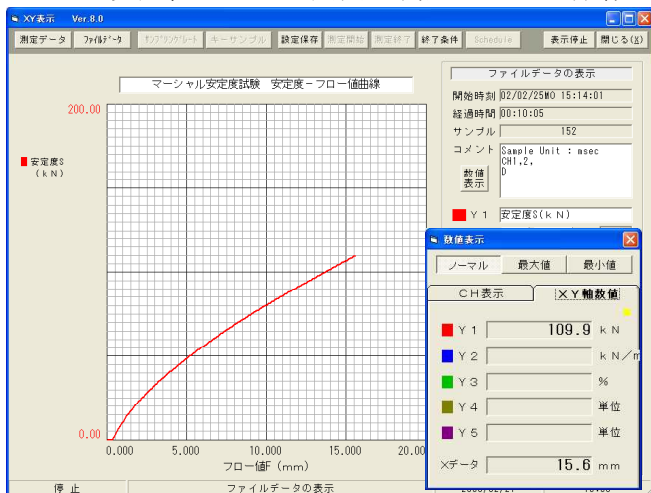 XY表示 Ver.8.0
測定データ ﾌｧｲﾙﾃﾞｰﾀ ｻﾝﾌﾟﾘﾝｸﾞﾚｰﾄ キーサンプル 設定保存 測定開始 測定終了 終了条件 Schedule 表示停止 閉じる(X)
マーシャル安定度試験 安定度－フロー値曲線
200.00
安定度S
(kN)
0.00
0.000 5.000 10.000 15.000 20.00
フロー値F (mm)
ファイルデータの表示
開始時刻 02/02/25MO 15:14:01
経過時間 00:10:05
サンプル 152
コメント Sample Unit : msec
CH1,2,
D
数値
表示
Y1 安定度S(kN)
数値表示
ノーマル 最大値 最小値
CH表示 XY軸数値
Y1 109.9 kN
Y2 kN/m
Y3 %
Y4 単位
Y5 単位
Xデータ 15.6 mm
停止 ファイルデータの表示